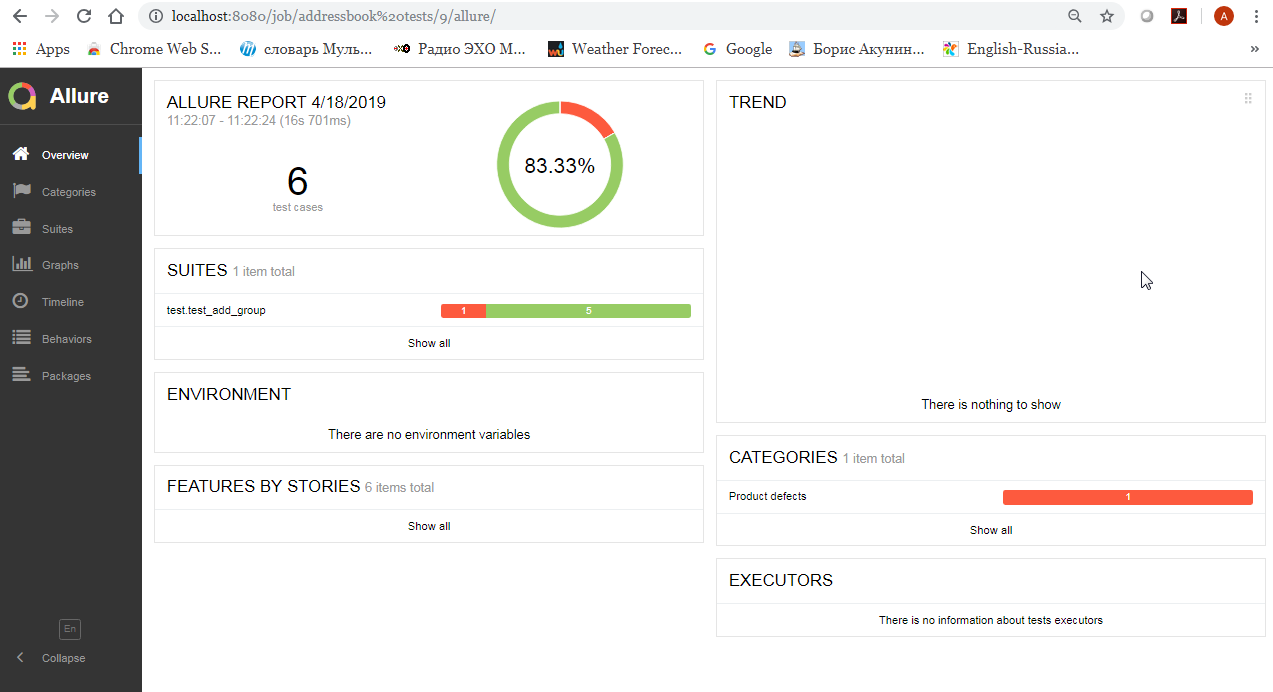 localhost:8080/job/addressbook%20tests/9/allure/
A
Apps
Chrome Web S...
словарь Муль...
Радио ЭХО М...
Weather Forec...
Google
Борис Акунин...
English-Russia...
»
Allure
Overview
Categories
Suites
Graphs
Timeline
Behaviors
Packages
En
Collapse
ALLURE REPORT 4/18/2019
11:22:07 - 11:22:24 (16s 701ms)
6
test cases
83.33%
SUITES 1 item total
test.test_add_group
1
5
Show all
ENVIRONMENT
There are no environment variables
FEATURES BY STORIES 6 items total
Show all
TREND
There is nothing to show
CATEGORIES 1 item total
Product defects
1
Show all
EXECUTORS
There is no information about tests executors